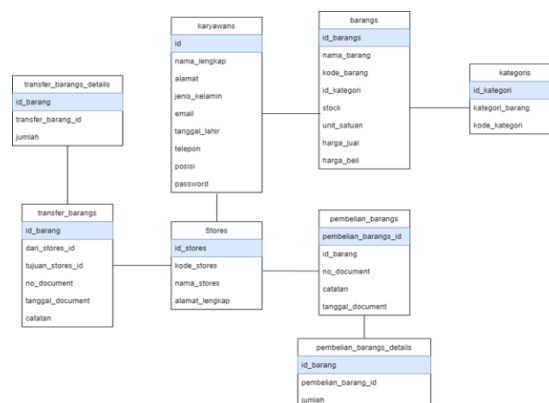 karyawans
id
nama_lengkap
alamat
jenis_kelamin
email
tanggal_lahir
telepon
posisi
password
barangs
id_barangs
nama_barang
kode_barang
id_kategori
stock
unit_satuan
harga_jual
harga_beli
kategoris
id_kategori
kategori_barang
kode_kategori
transfer_barangs_details
id_barang
transfer_barang_id
jumlah
transfer_barangs
id_barang
dari_stores_id
tujuan_stores_id
no_document
tanggal_document
catatan
Stores
id_stores
kode_stores
nama_stores
alamat_lengkap
pembelian_barangs
pembelian_barangs_id
id_barang
no_document
catatan
tanggal_document
pembelian_barangs_details
id_barang
pembelian_barang_id
jumlah